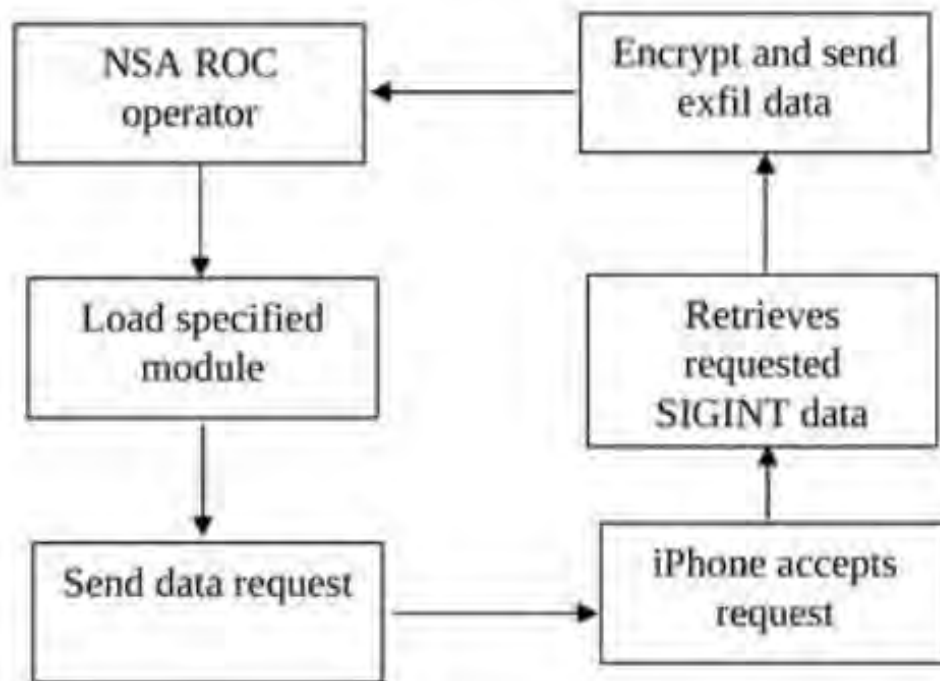 NSA ROC
operator
Load specified
module
Send data request
iPhone accepts
request
Retrieves
requested
SIGINT data
Encrypt and send
exfil data